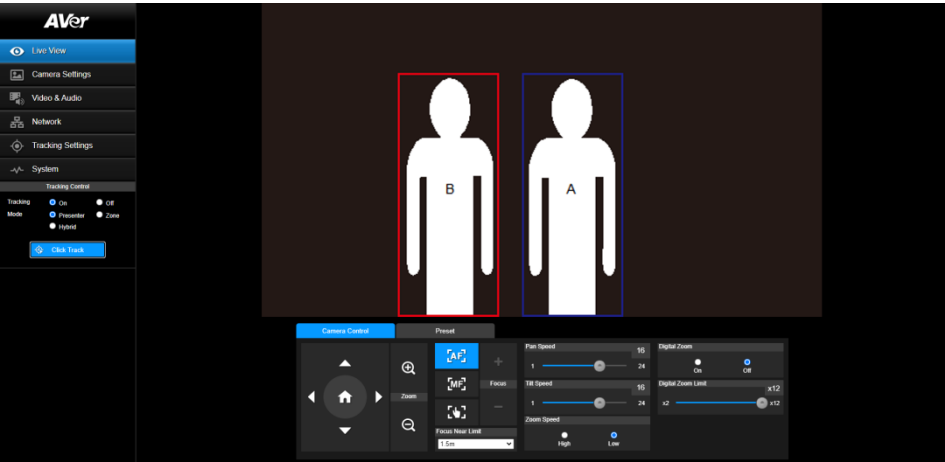 AVer
Live View
Camera Settings
Video & Audio
Network
Tracking Settings
System
Tracking Control
Tracking On Off
Mode Presenter Zone
Hybrid
Click Track
B A
Camera Control Preset
AF
MF
Zoom
+
Focus
−
Focus Near Limit
1.5m
Pan Speed 16
1 24
Tilt Speed 16
1 24
Zoom Speed
High Low
Digital Zoom
On Off
Digital Zoom Limit x12
x2 x12